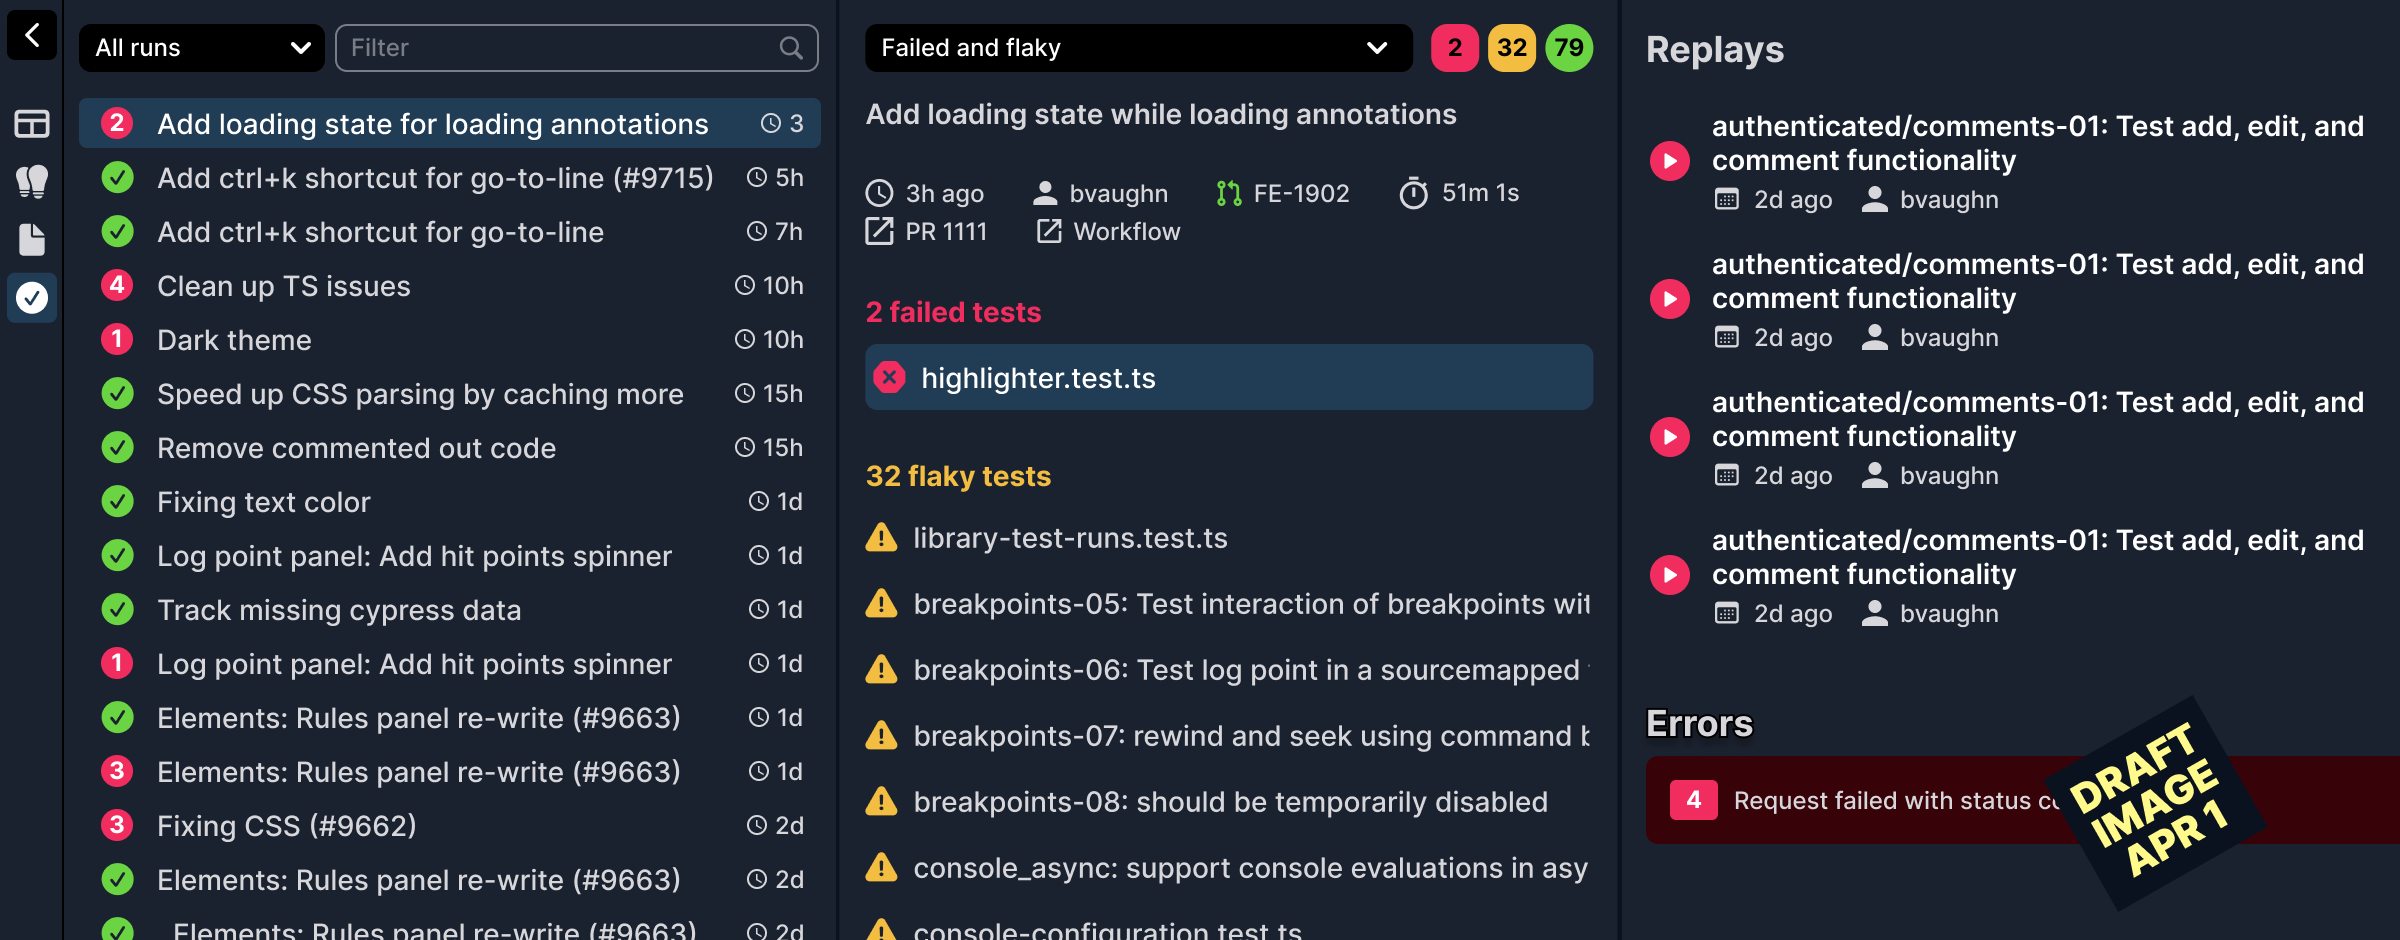 All runs
Filter
2 Add loading state for loading annotations 3
Add ctrl+k shortcut for go-to-line (#9715) 5h
Add ctrl+k shortcut for go-to-line 7h
4 Clean up TS issues 10h
1 Dark theme 10h
Speed up CSS parsing by caching more 15h
Remove commented out code 15h
Fixing text color 1d
Log point panel: Add hit points spinner 1d
Track missing cypress data 1d
1 Log point panel: Add hit points spinner 1d
Elements: Rules panel re-write (#9663) 1d
3 Elements: Rules panel re-write (#9663) 1d
3 Fixing CSS (#9662) 2d
Elements: Rules panel re-write (#9663) 2d
Elements: Rules panel re-write (#9663) 2d
Failed and flaky
2 32 79
Add loading state while loading annotations
3h ago bvaughn FE-1902 51m 1s
PR 1111 Workflow
2 failed tests
highlighter.test.ts
32 flaky tests
library-test-runs.test.ts
breakpoints-05: Test interaction of breakpoints wit
breakpoints-06: Test log point in a sourcemapped
breakpoints-07: rewind and seek using command
breakpoints-08: should be temporarily disabled
console_async: support console evaluations in asy
console-configuration.test.ts
Replays
authenticated/comments-01: Test add, edit, and
comment functionality
2d ago bvaughn
authenticated/comments-01: Test add, edit, and
comment functionality
2d ago bvaughn
authenticated/comments-01: Test add, edit, and
comment functionality
2d ago bvaughn
authenticated/comments-01: Test add, edit, and
comment functionality
2d ago bvaughn
Errors
4 Request failed with status co
DRAFT
IMAGE
APR 1